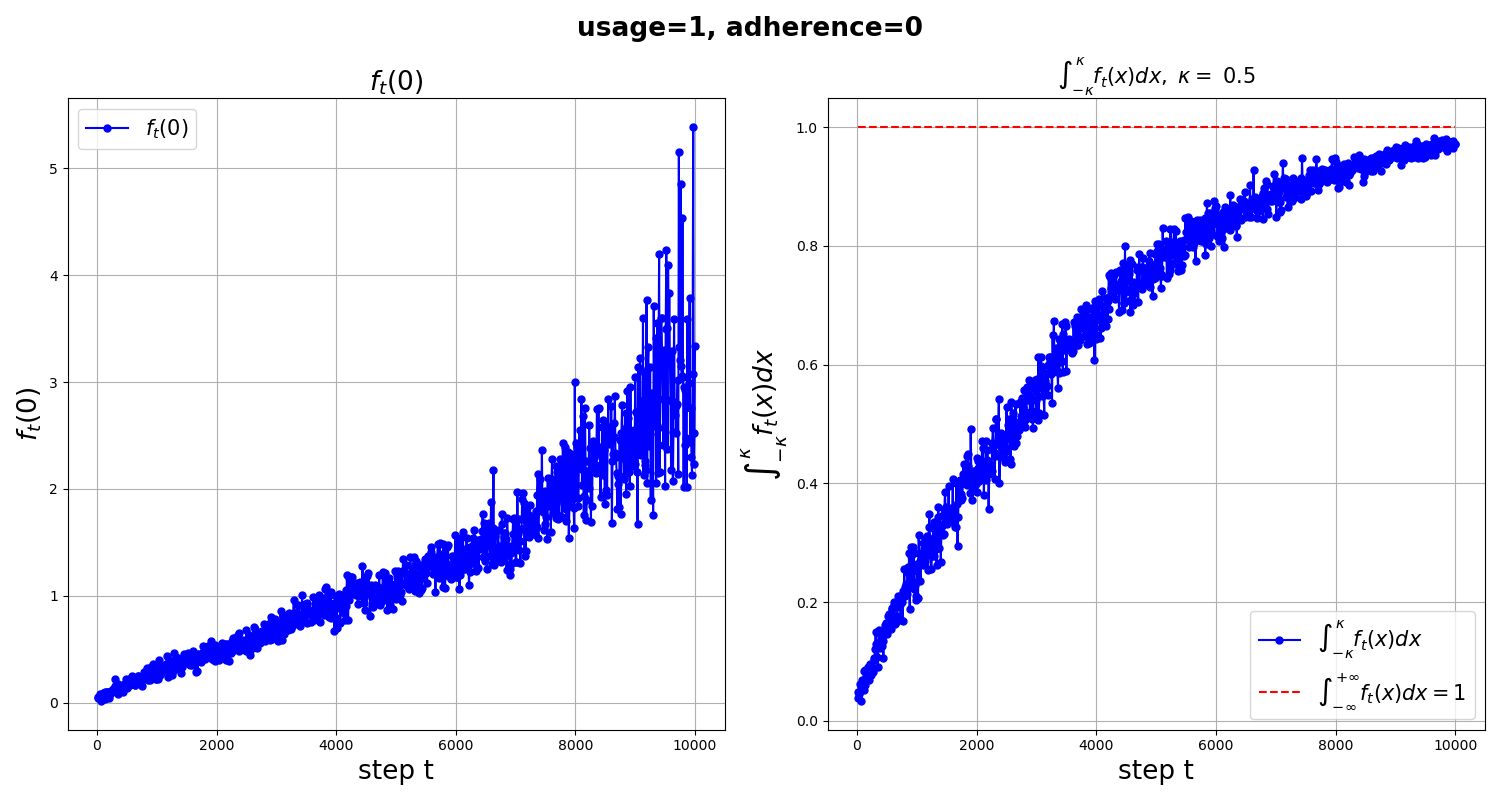 usage=1, adherence=0
f_t(0)
f_t(0)
f_t(0)
5
4
3
2
1
0
0 2000 4000 6000 8000 10000
step t
∫_{-κ}^{κ} f_t(x)dx, κ = 0.5
∫_{-κ}^{κ} f_t(x)dx
1.0
0.8
0.6
0.4
0.2
0.0
∫_{-κ}^{κ} f_t(x)dx
∫_{-∞}^{+∞} f_t(x)dx = 1
0 2000 4000 6000 8000 10000
step t